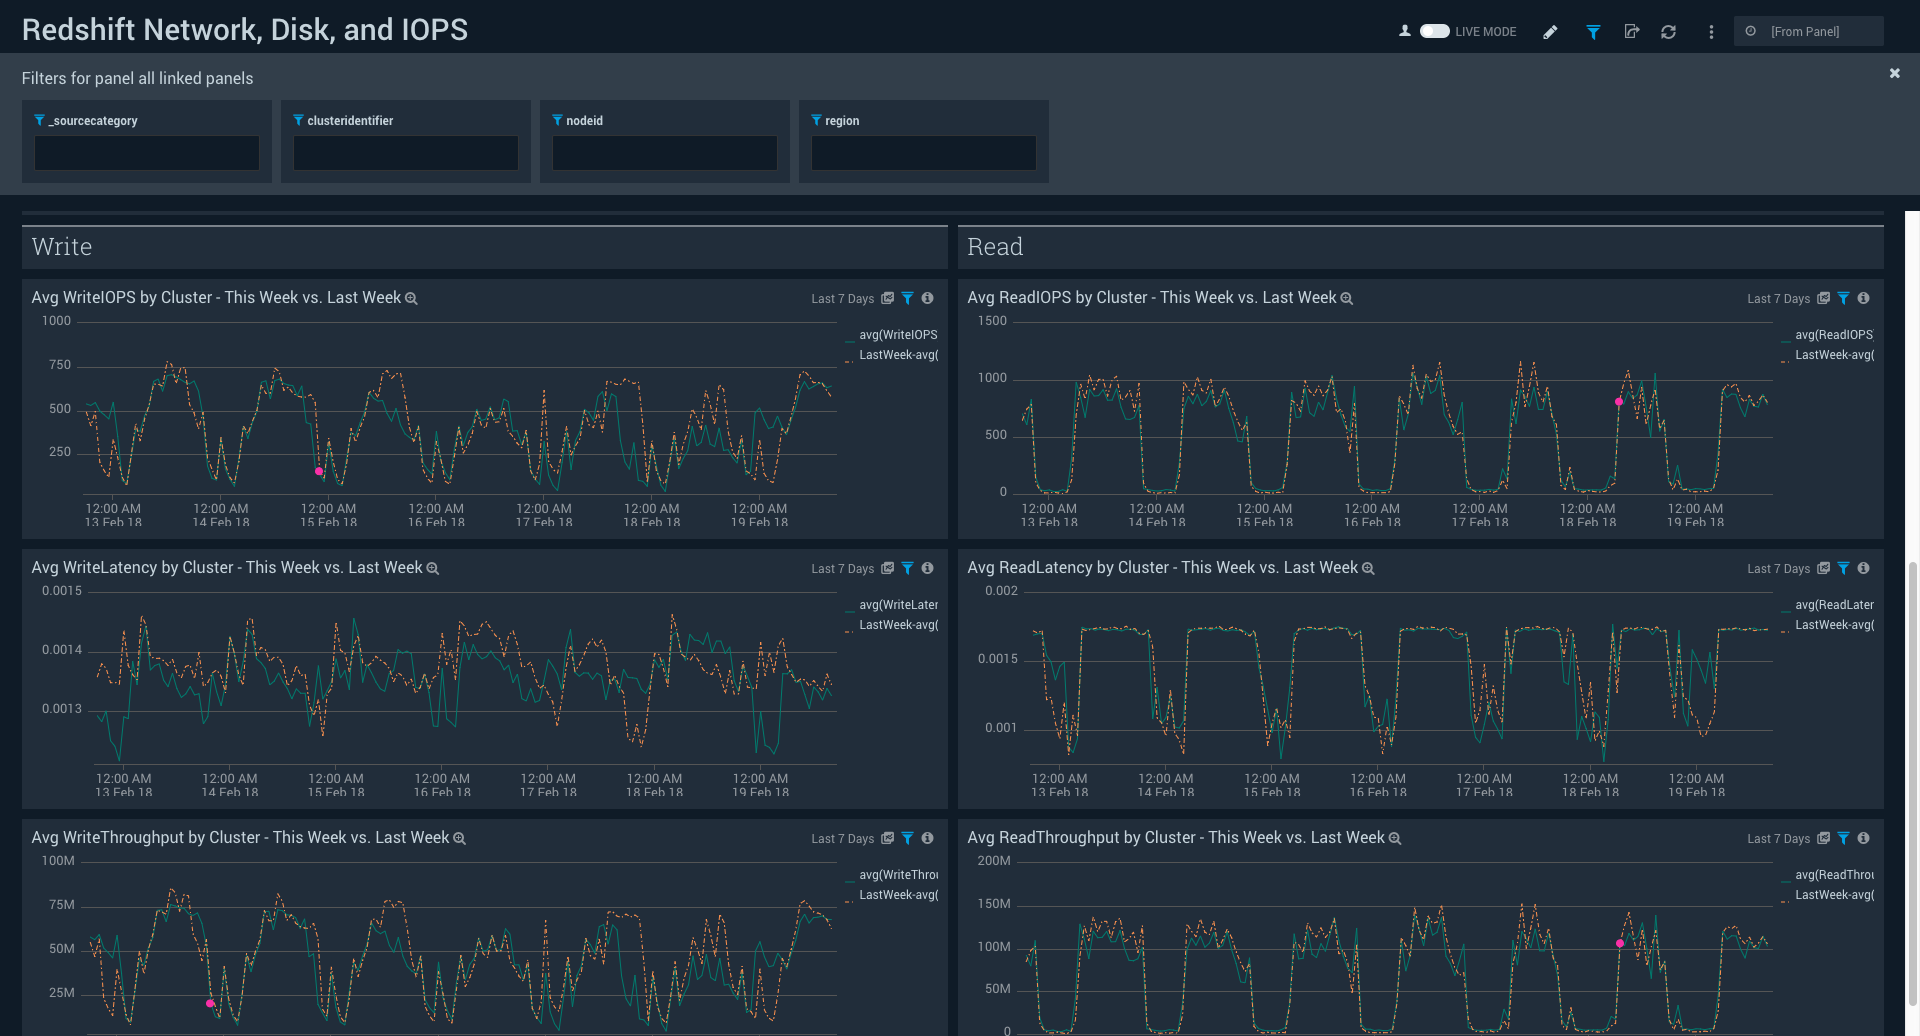 Redshift Network, Disk, and IOPS
LIVE MODE
[From Panel]
Filters for panel all linked panels
_sourcecategory
clusteridentifier
nodeid
region
Write
Read
Avg WriteIOPS by Cluster - This Week vs. Last Week
Last 7 Days
1000
750
500
250
avg(WriteIOPS
LastWeek-avg(
12:00 AM 12:00 AM 12:00 AM 12:00 AM 12:00 AM 12:00 AM 12:00 AM
13 Feb 18 14 Feb 18 15 Feb 18 16 Feb 18 17 Feb 18 18 Feb 18 19 Feb 18
Avg ReadIOPS by Cluster - This Week vs. Last Week
Last 7 Days
1500
1000
500
0
avg(ReadIOPS
LastWeek-avg(
12:00 AM 12:00 AM 12:00 AM 12:00 AM 12:00 AM 12:00 AM 12:00 AM
13 Feb 18 14 Feb 18 15 Feb 18 16 Feb 18 17 Feb 18 18 Feb 18 19 Feb 18
Avg WriteLatency by Cluster - This Week vs. Last Week
Last 7 Days
0.0015
0.0014
0.0013
avg(WriteLater
LastWeek-avg(
12:00 AM 12:00 AM 12:00 AM 12:00 AM 12:00 AM 12:00 AM 12:00 AM
13 Feb 18 14 Feb 18 15 Feb 18 16 Feb 18 17 Feb 18 18 Feb 18 19 Feb 18
Avg ReadLatency by Cluster - This Week vs. Last Week
Last 7 Days
0.002
0.0015
0.001
avg(ReadLater
LastWeek-avg(
12:00 AM 12:00 AM 12:00 AM 12:00 AM 12:00 AM 12:00 AM 12:00 AM
13 Feb 18 14 Feb 18 15 Feb 18 16 Feb 18 17 Feb 18 18 Feb 18 19 Feb 18
Avg WriteThroughput by Cluster - This Week vs. Last Week
Last 7 Days
100M
75M
50M
25M
avg(WriteThrou
LastWeek-avg(
Avg ReadThroughput by Cluster - This Week vs. Last Week
Last 7 Days
200M
150M
100M
50M
0
avg(ReadThrou
LastWeek-avg(